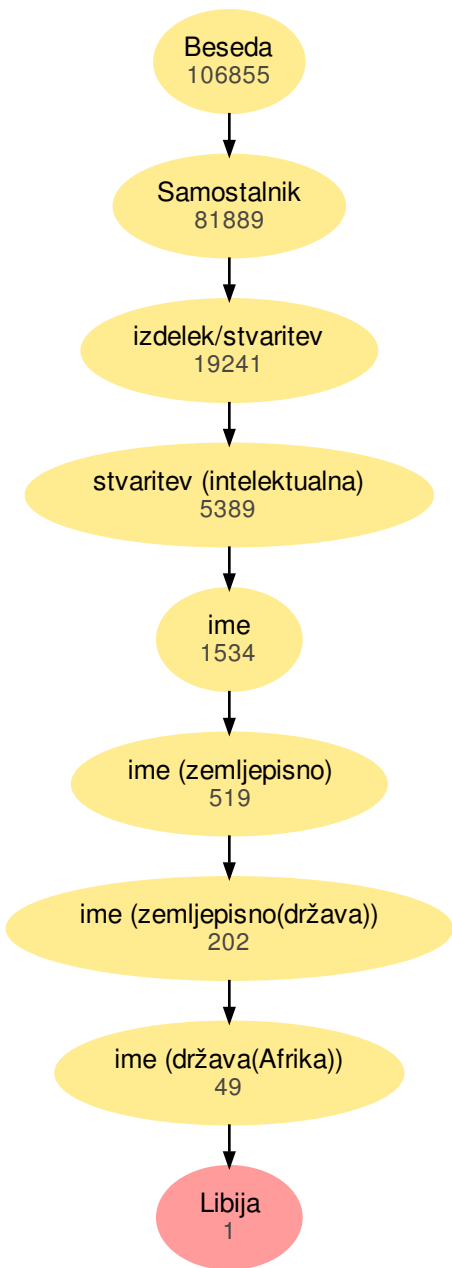 Beseda
106855
Samostalnik
81889
izdelek/stvaritev
19241
stvaritev (intelektualna)
5389
ime
1534
ime (zemljepisno)
519
ime (zemljepisno(država))
202
ime (država(Afrika))
49
Libija
1